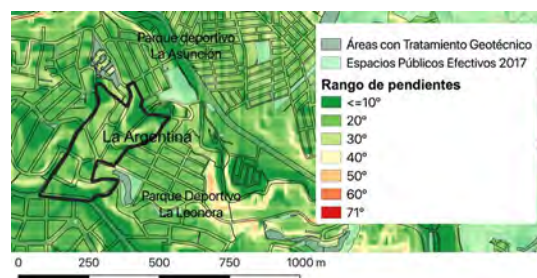 Parque deportivo
La Asunción
La Argentina
Parque Deportivo
La Leonora
Áreas con Tratamiento Geotécnico
Espacios Públicos Efectivos 2017
Rango de pendientes
<=10°
20°
30°
40°
50°
60°
71°
0 250 500 750 1000 m